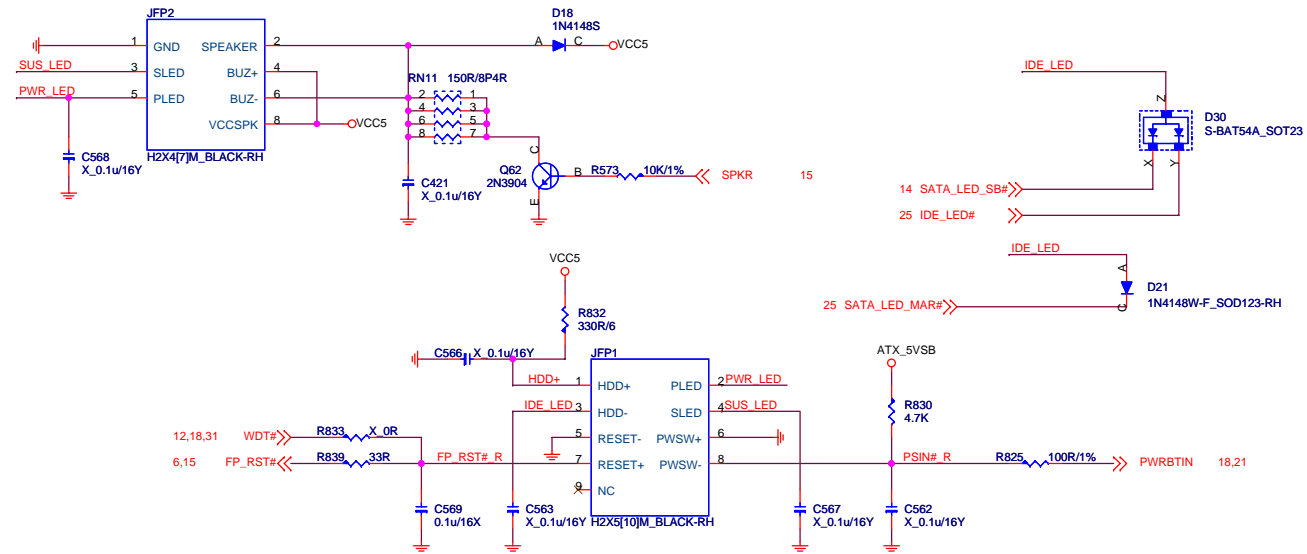 JFP2
1 GND SPEAKER 2
SUS_LED 3 SLED BUZ+ 4
PWR_LED 5 PLED BUZ- 6
VCCSPK 8
VCC5
H2X4[7]M_BLACK-RH
C568
X_0.1u/16Y
D18
1N4148S
A C VCC5
RN11 150R/8P4R
2 1
4 3
6 5
8 7
C421
X_0.1u/16Y
Q62
2N3904
C
B
E
R573 10K/1% SPKR 15
IDE_LED
Z
D30
S-BAT54A_SOT23
X Y
14 SATA_LED_SB#
25 IDE_LED#
IDE_LED
A
D21
1N4148W-F_SOD123-RH
C
25 SATA_LED_MAR#
VCC5
R832
330R/6
C566 X_0.1u/16Y
JFP1
HDD+ 1 HDD+ PLED 2 PWR_LED
IDE_LED 3 HDD- SLED 4 SUS_LED
5 RESET- PWSW+ 6
7 RESET+ PWSW- 8
9 NC
H2X5[10]M_BLACK-RH
12,18,31 WDT# R833 X_0R
6,15 FP_RST# R839 33R FP_RST#_R
C569
0.1u/16X
C563
X_0.1u/16Y
ATX_5VSB
R830
4.7K
PSIN#_R R825 100R/1% PWRBTIN 18,21
C567
X_0.1u/16Y
C562
X_0.1u/16Y